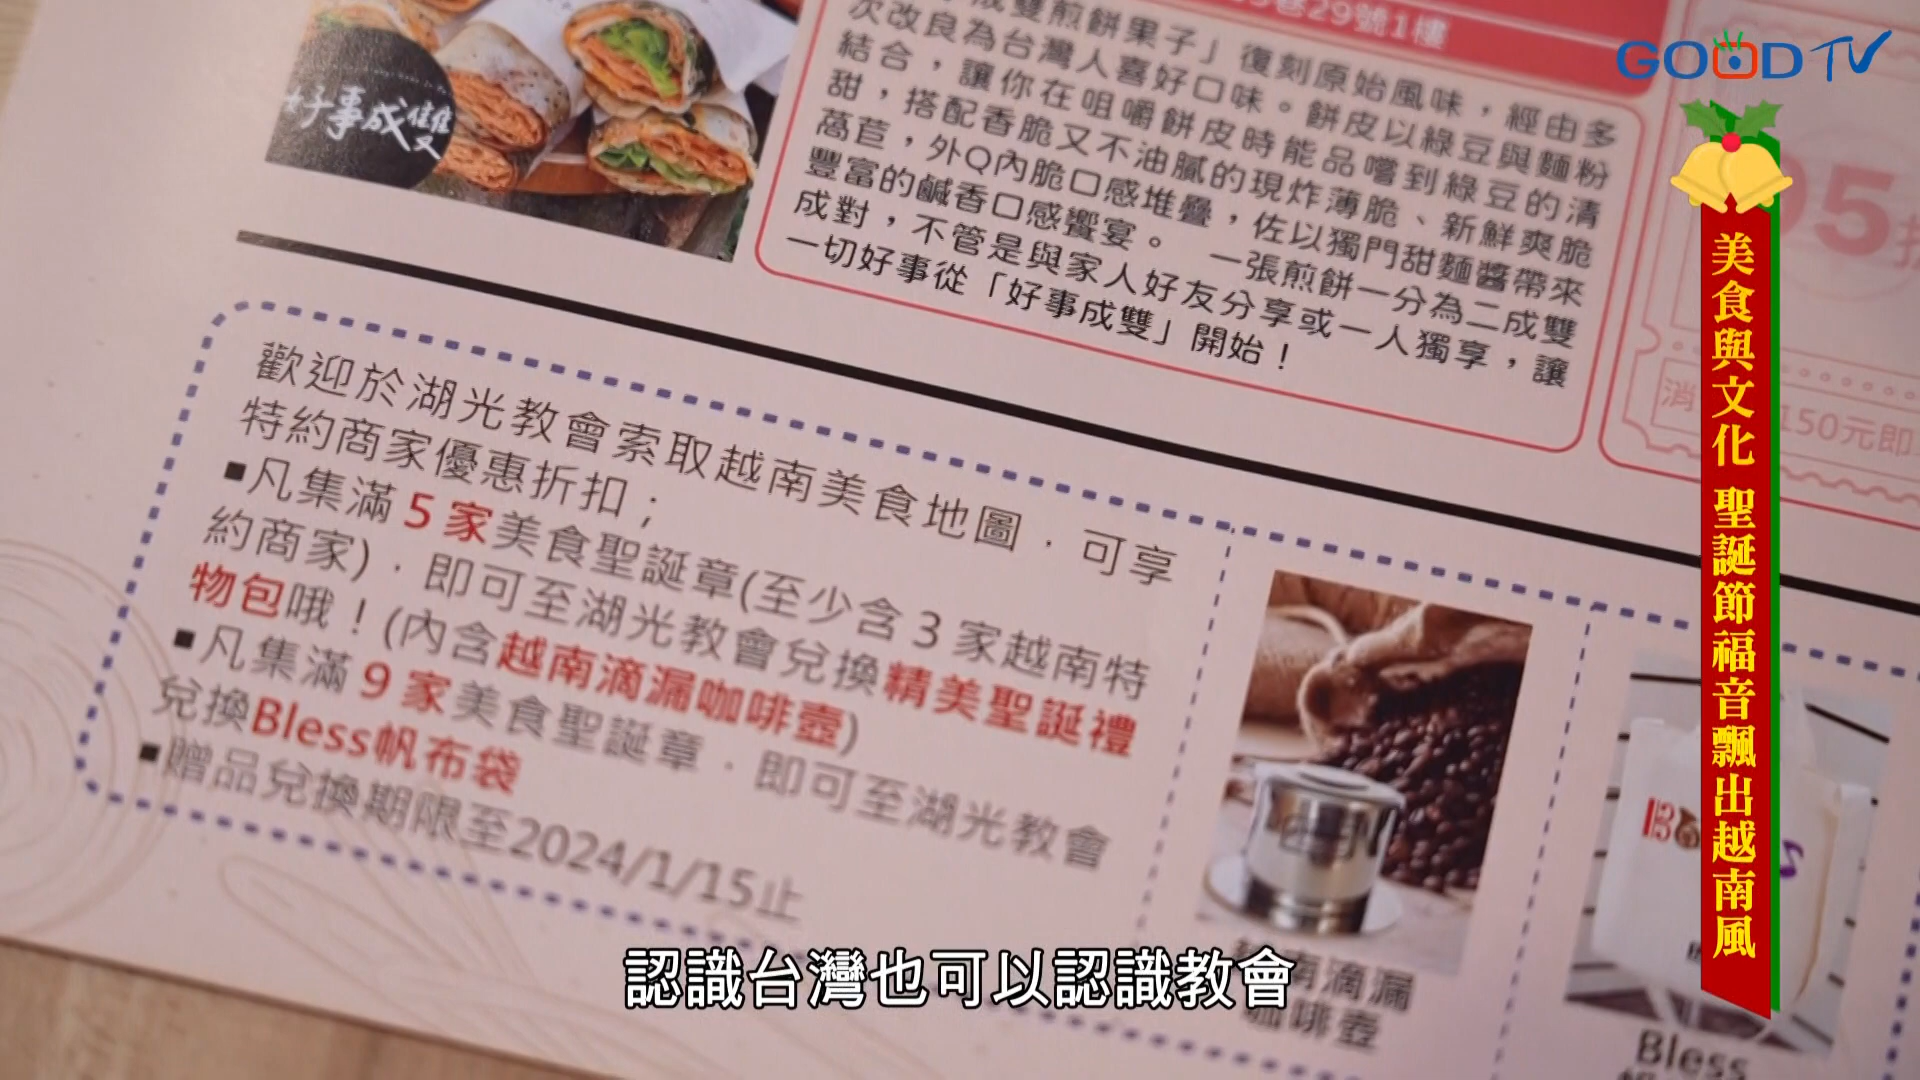 巷29號1樓
成雙煎餅果子」復刻原始風味，經由多
次改良為台灣人喜好口味。餅皮以綠豆與麵粉
結合，讓你在咀嚼餅皮時能品嚐到綠豆的清
甜，搭配香脆又不油膩的現炸薄脆、新鮮爽脆
萵苣，外Q內脆口感堆疊，佐以獨門甜麵醬帶來
豐富的鹹香口感饗宴。 一張煎餅一分為二成雙
成對，不管是與家人好友分享或一人獨享，讓
一切好事從「好事成雙」開始！
好事成雙
95折
150元即
歡迎於湖光教會索取越南美食地圖．可享
特約商家優惠折扣；
▪凡集滿5家美食聖誕章(至少含3家越南特
約商家)．即可至湖光教會兌換精美聖誕禮
物包哦！(內含越南滴漏咖啡壺)
▪凡集滿9家美食聖誕章．即可至湖光教會
兌換Bless帆布袋
▪贈品兌換期限至2024/1/15止
南滴漏
咖啡壺
Bless
GOOD TV
美食與文化 聖誕節福音飄出越南風
認識台灣也可以認識教會